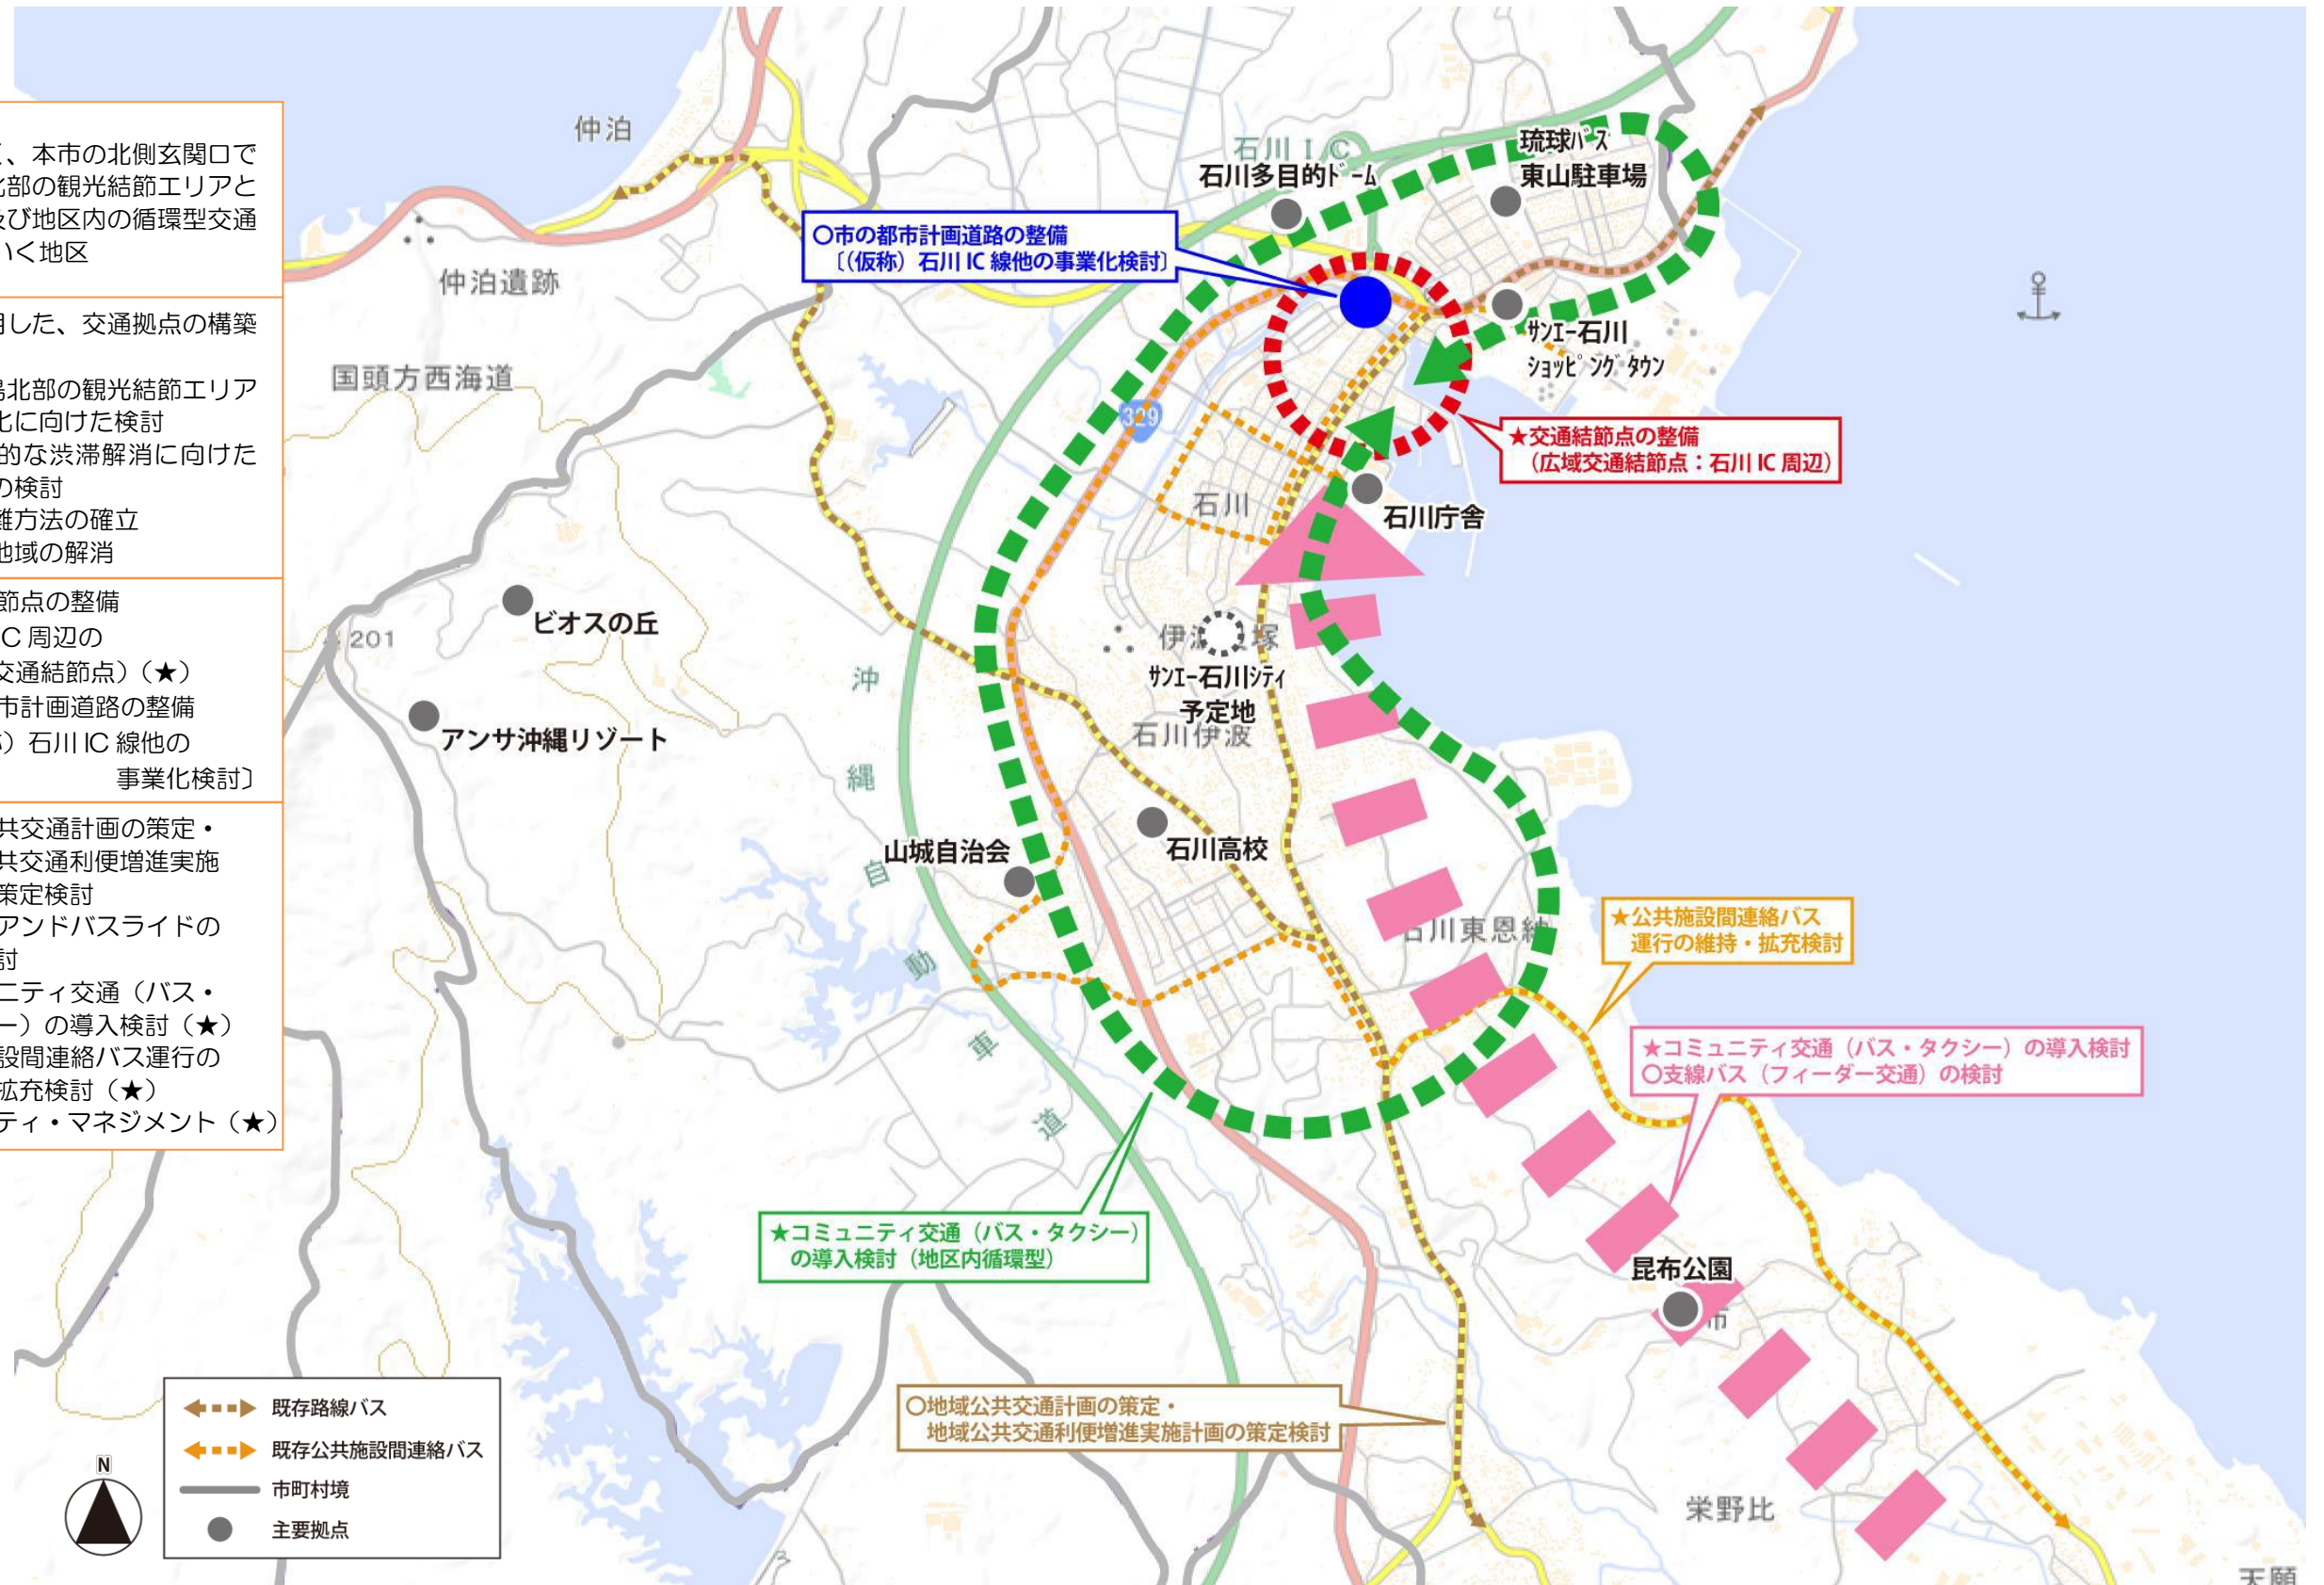 、本市の北側玄関口で
北部の観光結節エリアと
及び地区内の循環型交通
いく地区
用した、交通拠点の構築
島北部の観光結節エリア
化に向けた検討
的な渋滞解消に向けた
の検討
難方法の確立
地域の解消
節点の整備
IC 周辺の
交通結節点）（★）
市計画道路の整備
）石川 IC 線他の
事業化検討〕
共交通計画の策定・
共交通利便増進実施
策定検討
アンドバスライドの
討
ニティ交通（バス・
ー）の導入検討（★）
設間連絡バス運行の
拡充検討（★）
ティ・マネジメント（★）
仲泊
石川ＩＣ
石川多目的ﾄﾞｰﾑ
琉球ﾊﾞｽ
東山駐車場
〇市の都市計画道路の整備
〔（仮称）石川 IC 線他の事業化検討〕
仲泊遺跡
サンエー石川
ｼｮｯﾋﾟﾝｸﾞﾀｳﾝ
国頭方西海道
329
★交通結節点の整備
（広域交通結節点：石川 IC 周辺）
石川
石川庁舎
ビオスの丘
201
伊波貝塚
ｻﾝｴｰ石川ｼﾃｨ
予定地
石川伊波
アンサ沖縄リゾート
沖
縄
自
動
車
道
山城自治会
石川高校
石川東恩納
★公共施設間連絡バス
運行の維持・拡充検討
★コミュニティ交通（バス・タクシー）の導入検討
〇支線バス（フィーダー交通）の検討
★コミュニティ交通（バス・タクシー）
の導入検討（地区内循環型）
昆布公園
布
〇地域公共交通計画の策定・
地域公共交通利便増進実施計画の策定検討
栄野比
天願
N
既存路線バス
既存公共施設間連絡バス
市町村境
主要拠点